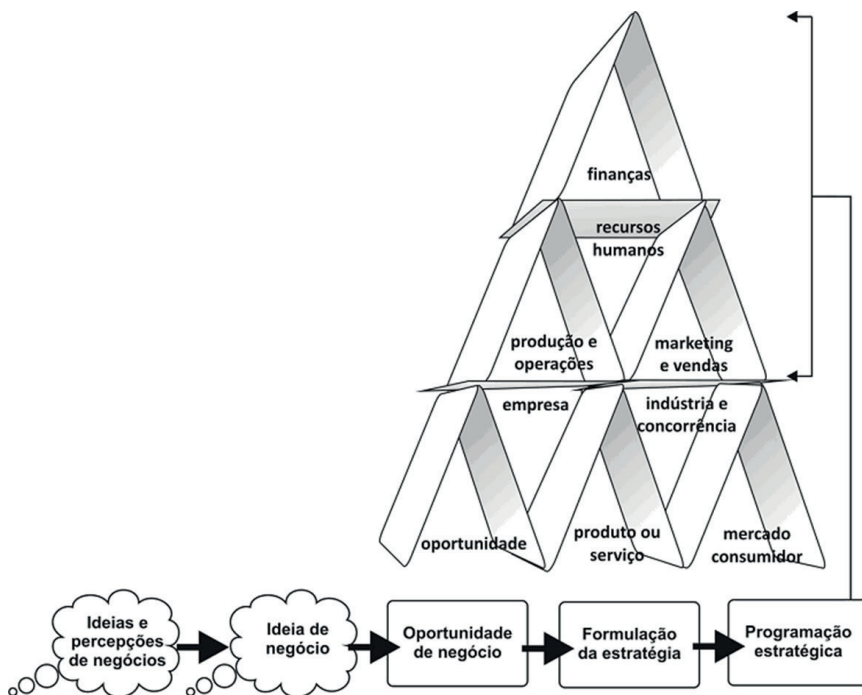 finanças
recursos
humanos
produção e
operações
marketing
e vendas
empresa
indústria e
concorrência
oportunidade
produto ou
serviço
mercado
consumidor
Ideias e
percepções
de negócios
Ideia de
negócio
Oportunidade
de negócio
Formulação
da estratégia
Programação
estratégica